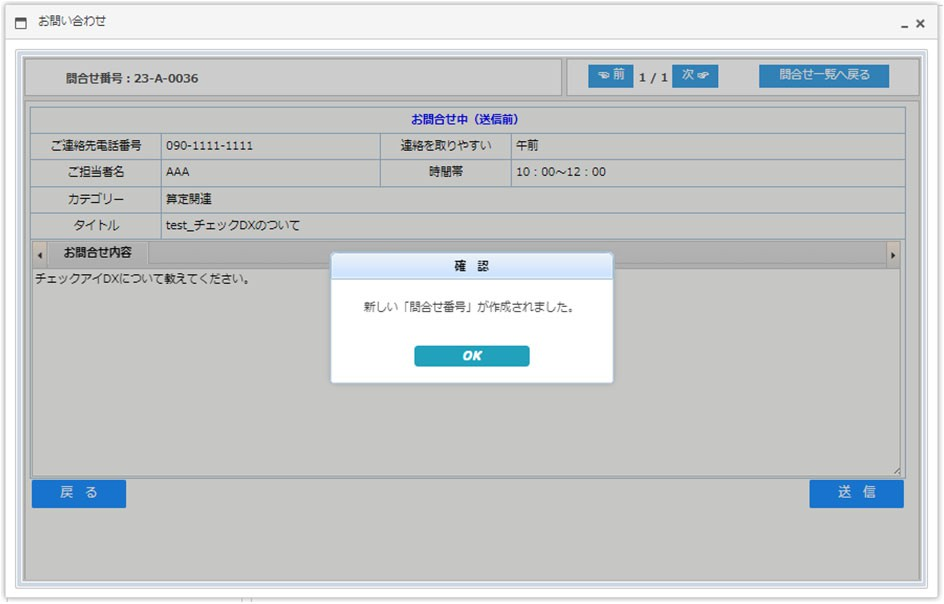 お問い合わせ
問合せ番号：23-A-0036
前 1 / 1 次 問合せ一覧へ戻る
お問合せ中（送信前）
ご連絡先電話番号 090-1111-1111 連絡を取りやすい 午前
ご担当者名 AAA 時間帯 10：00～12：00
カテゴリー 算定関連
タイトル test_チェックDXのついて
お問合せ内容
チェックアイDXについて教えてください。
確 認
新しい「問合せ番号」が作成されました。
OK
戻 る 送 信